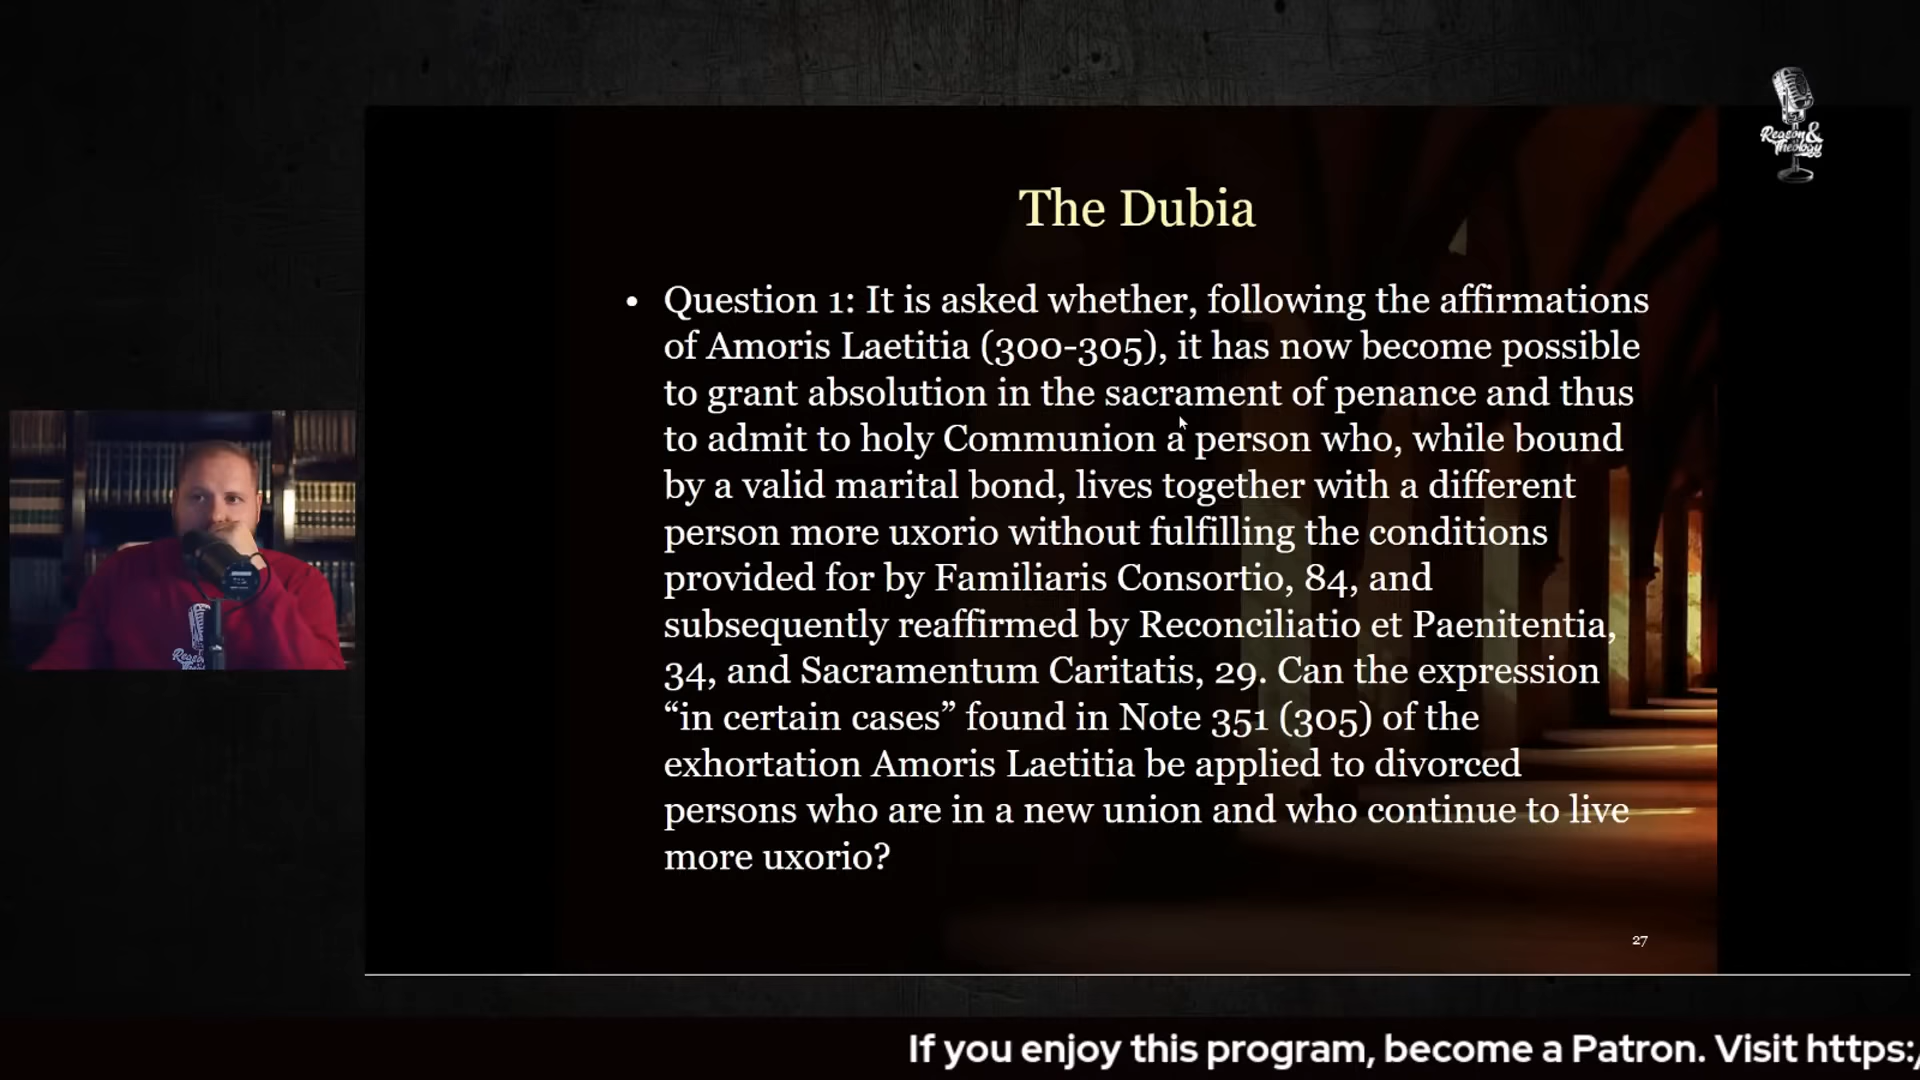 Reason &
Theology
The Dubia
• Question 1: It is asked whether, following the affirmations
of Amoris Laetitia (300-305), it has now become possible
to grant absolution in the sacrament of penance and thus
to admit to holy Communion a person who, while bound
by a valid marital bond, lives together with a different
person more uxorio without fulfilling the conditions
provided for by Familiaris Consortio, 84, and
subsequently reaffirmed by Reconciliatio et Paenitentia,
34, and Sacramentum Caritatis, 29. Can the expression
“in certain cases” found in Note 351 (305) of the
exhortation Amoris Laetitia be applied to divorced
persons who are in a new union and who continue to live
more uxorio?
27
If you enjoy this program, become a Patron. Visit https:/